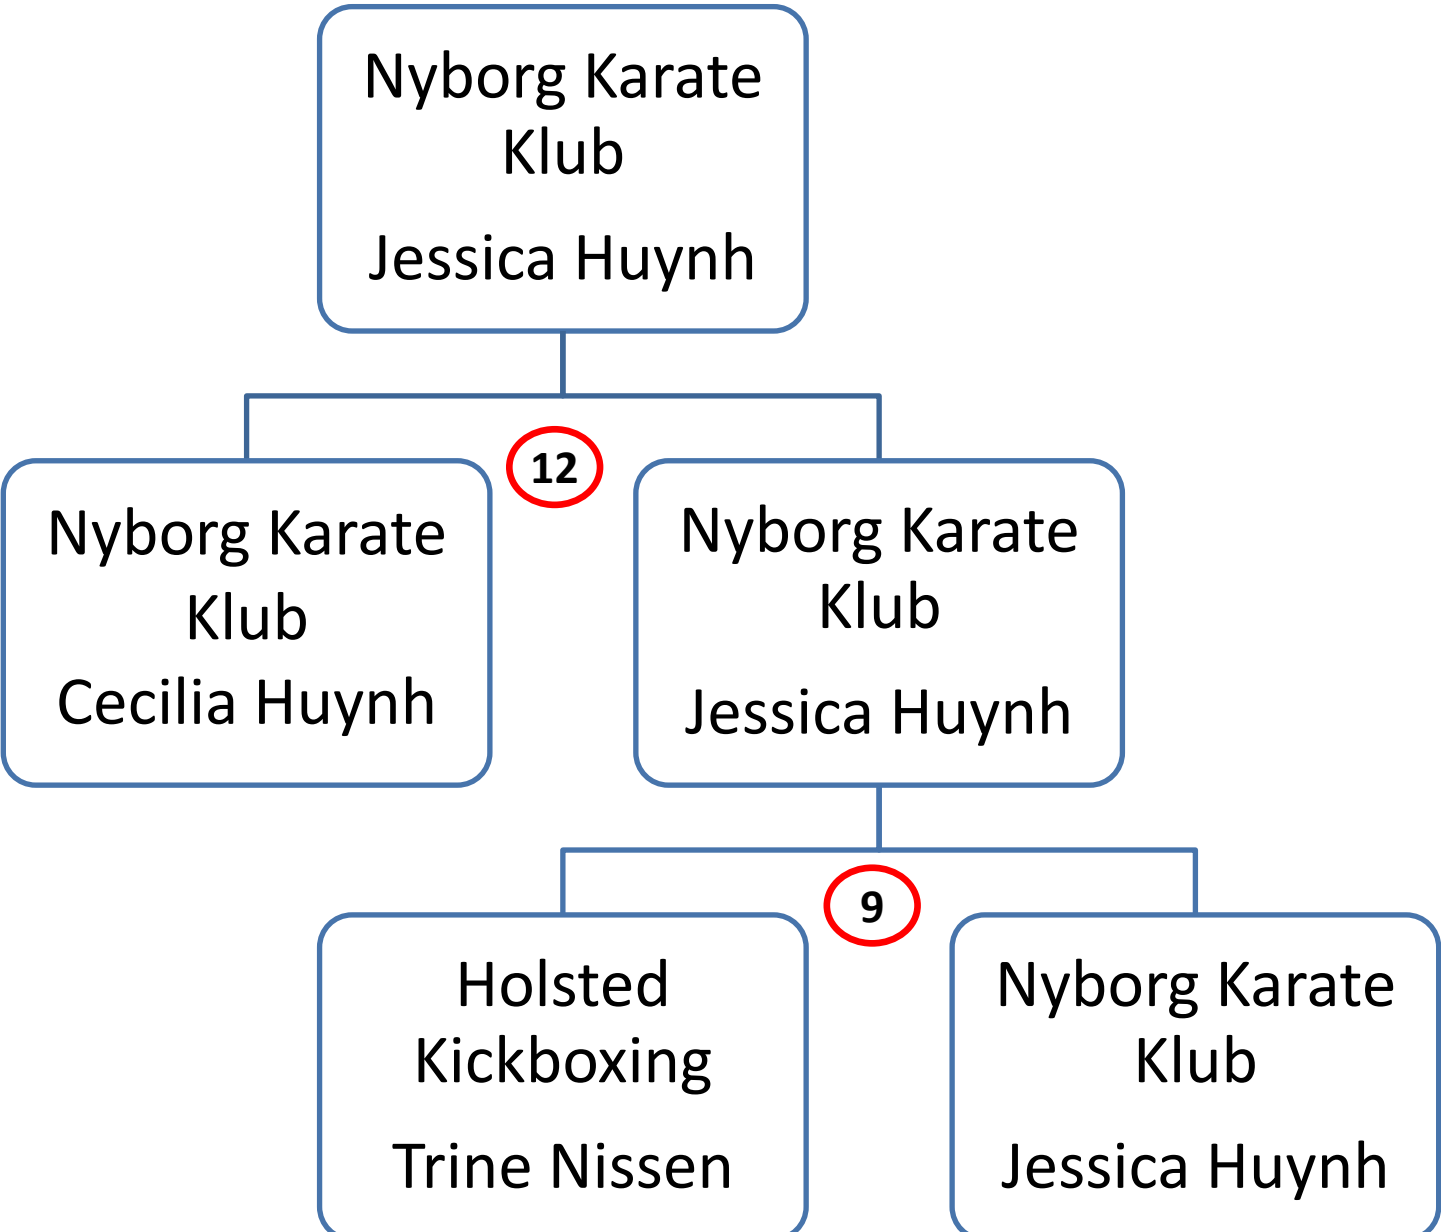 Nyborg Karate
Klub
Jessica Huynh
12
Nyborg Karate
Klub
Cecilia Huynh
Nyborg Karate
Klub
Jessica Huynh
9
Holsted
Kickboxing
Trine Nissen
Nyborg Karate
Klub
Jessica Huynh